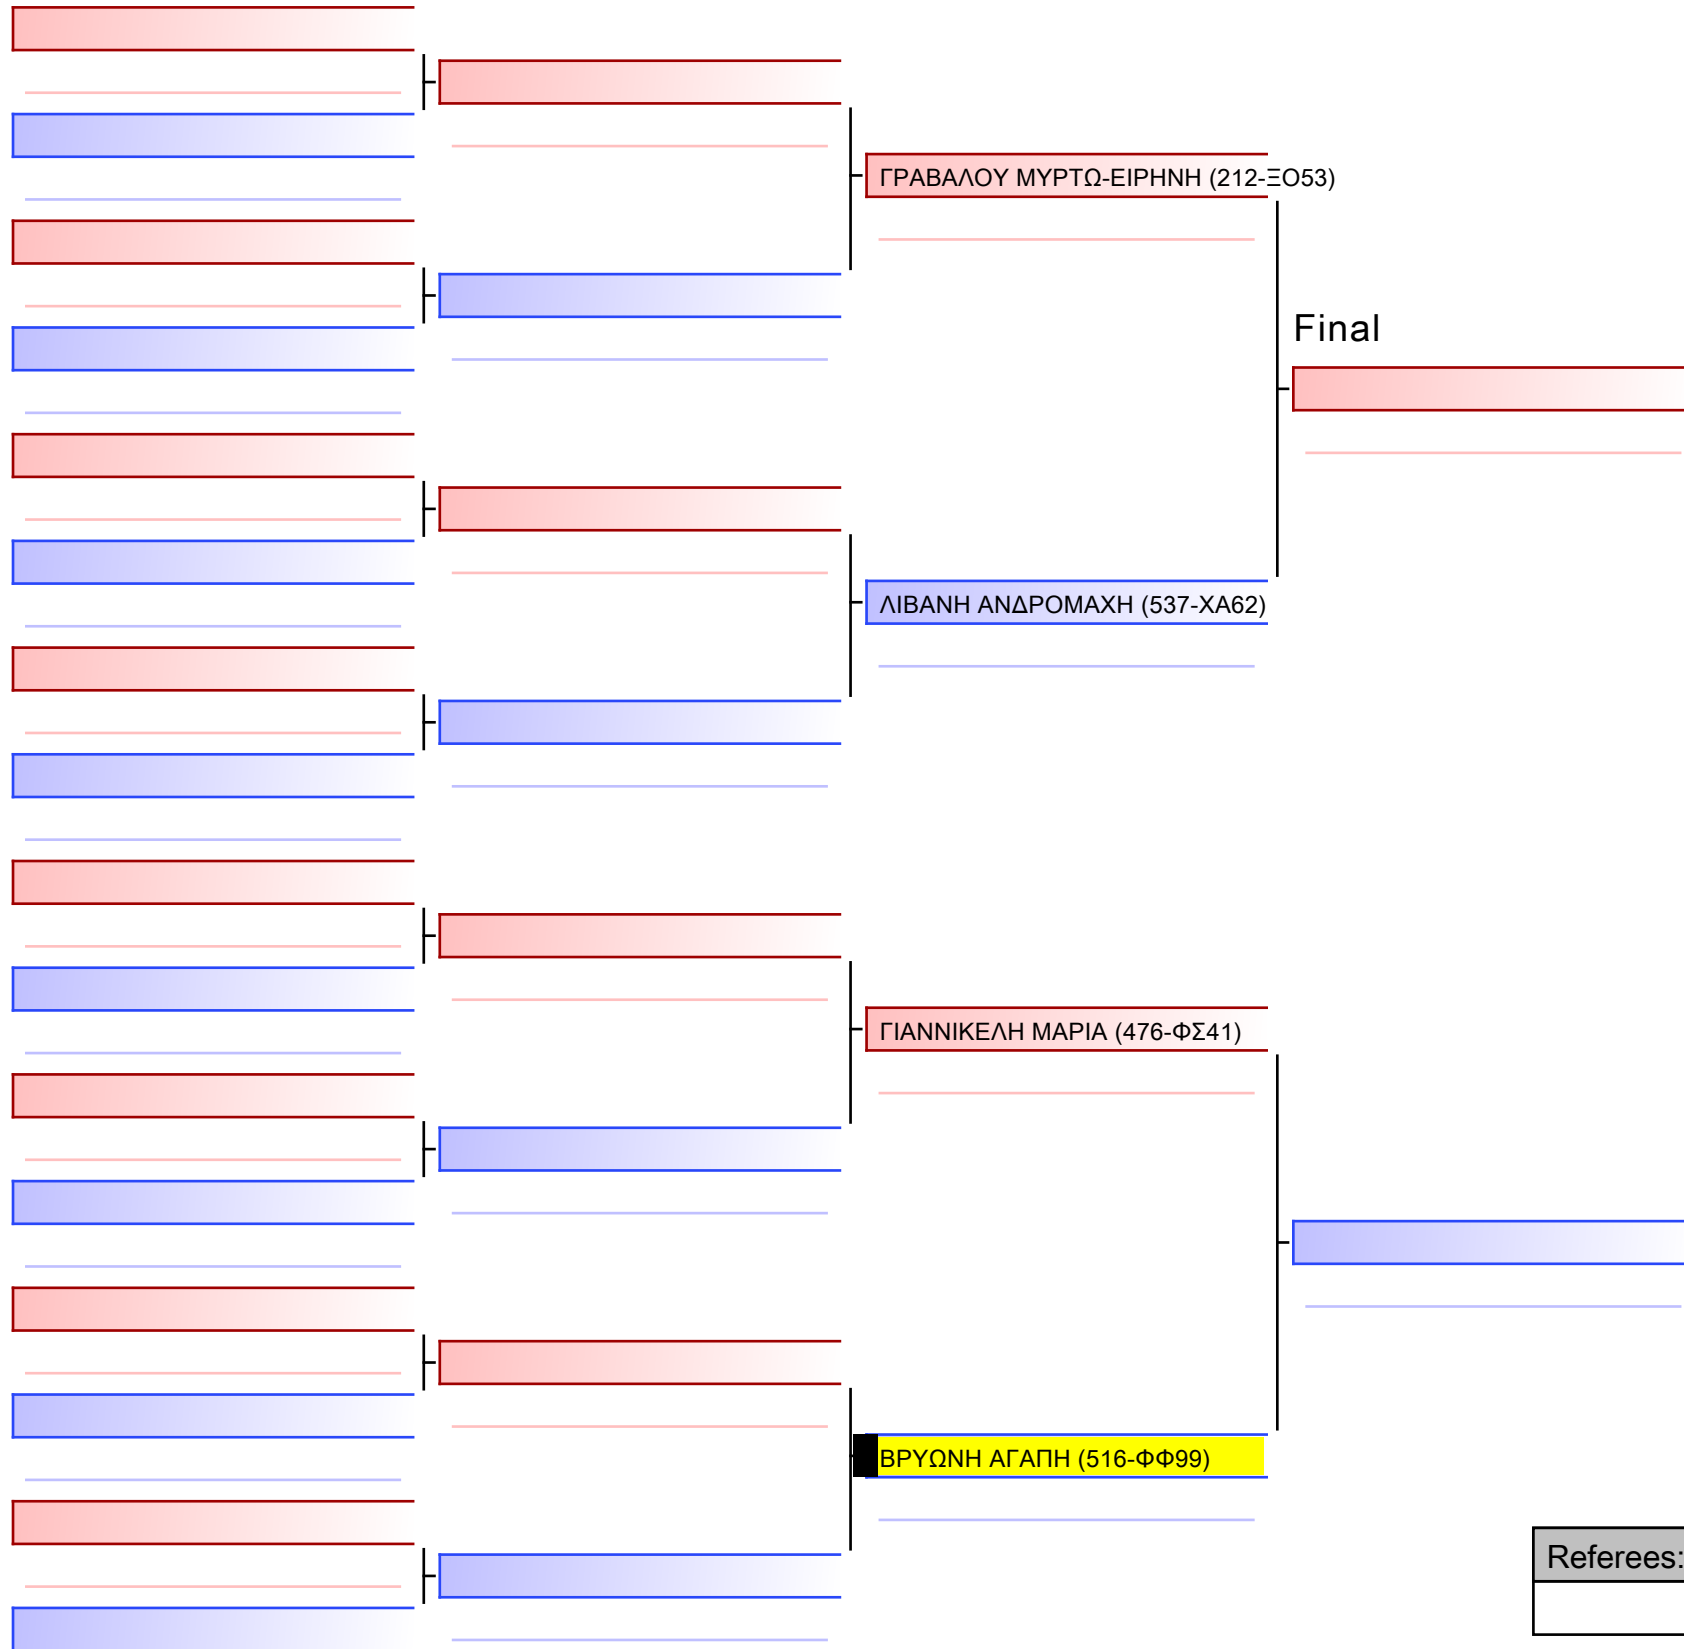 ΓΡΑΒΑΛΟΥ ΜΥΡΤΩ-ΕΙΡΗΝΗ (212-ΞΟ53)
Final
ΛΙΒΑΝΗ ΑΝΔΡΟΜΑΧΗ (537-ΧΑ62)
ΓΙΑΝΝΙΚΕΛΗ ΜΑΡΙΑ (476-ΦΣ41)
ΒΡΥΩΝΗ ΑΓΑΠΗ (516-ΦΦ99)
Referees: